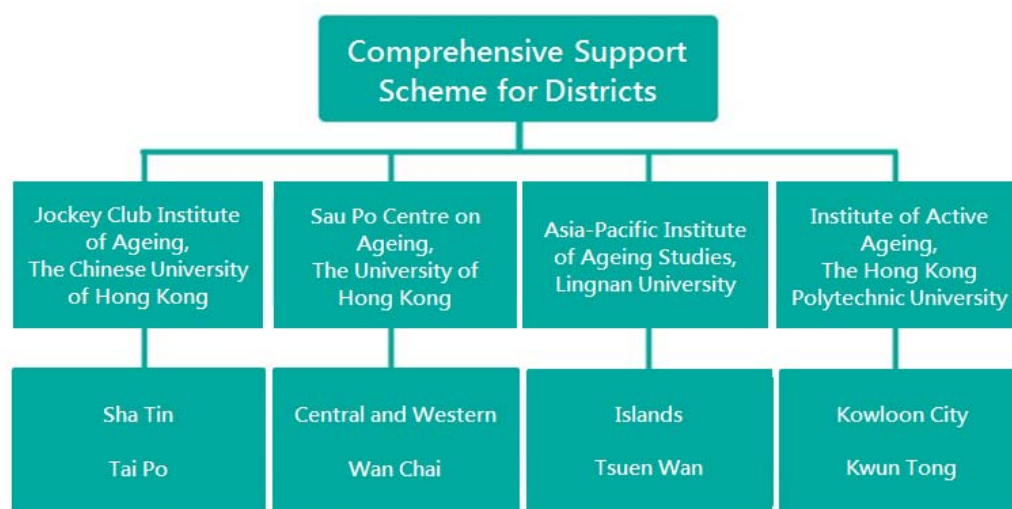 Comprehensive Support
Scheme for Districts
Jockey Club Institute
of Ageing,
The Chinese University
of Hong Kong
Sau Po Centre on
Ageing,
The University of
Hong Kong
Asia-Pacific Institute
of Ageing Studies,
Lingnan University
Institute of Active
Ageing,
The Hong Kong
Polytechnic University
Sha Tin
Tai Po
Central and Western
Wan Chai
Islands
Tsuen Wan
Kowloon City
Kwun Tong